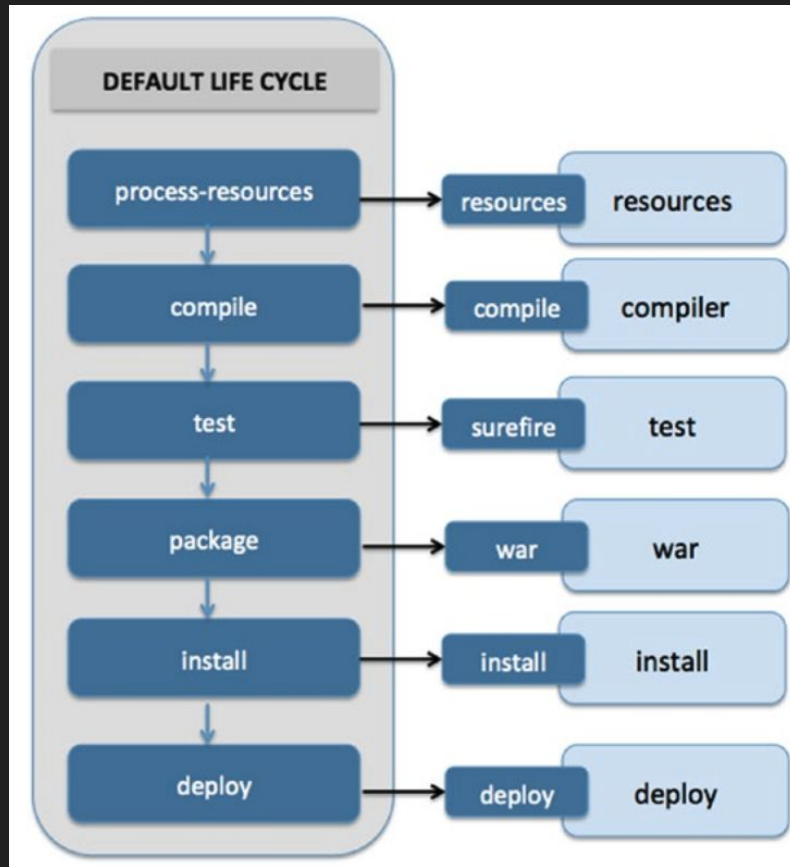 DEFAULT LIFE CYCLE
process-resources
resources
resources
compile
compile
compiler
test
surefire
test
package
war
war
install
install
install
deploy
deploy
deploy